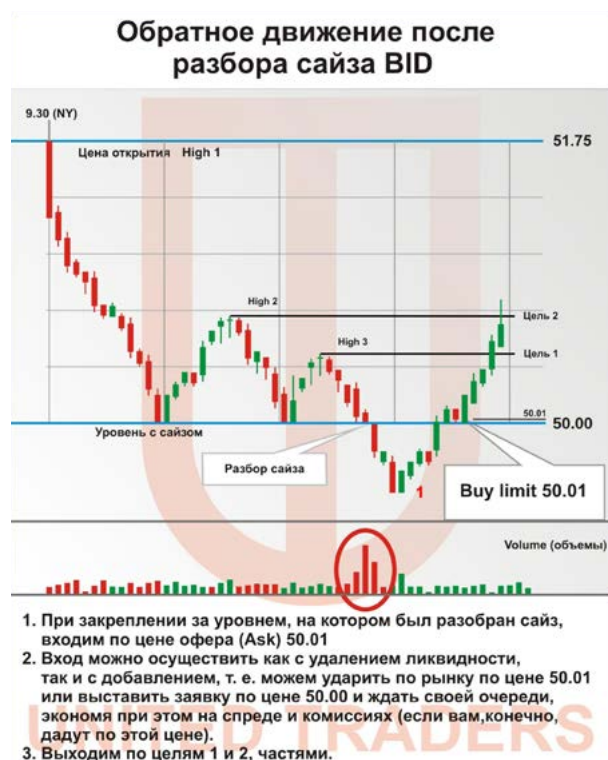 Обратное движение после
разбора сайза BID
9.30 (NY)
Цена открытия High 1
51.75
High 2
Цель 2
High 3
Цель 1
50.01
50.00
Уровень с сайзом
Разбор сайза
1
Buy limit 50.01
Volume (объемы)
1. При закреплении за уровнем, на котором был разобран сайз,
входим по цене офера (Ask) 50.01
2. Вход можно осуществить как с удалением ликвидности,
так и с добавлением, т. е. можем ударить по рынку по цене 50.01
или выставить заявку по цене 50.00 и ждать своей очереди,
экономя при этом на спреде и комиссиях (если вам,конечно,
дадут по этой цене).
3. Выходим по целям 1 и 2, частями.
UNITED TRADERS